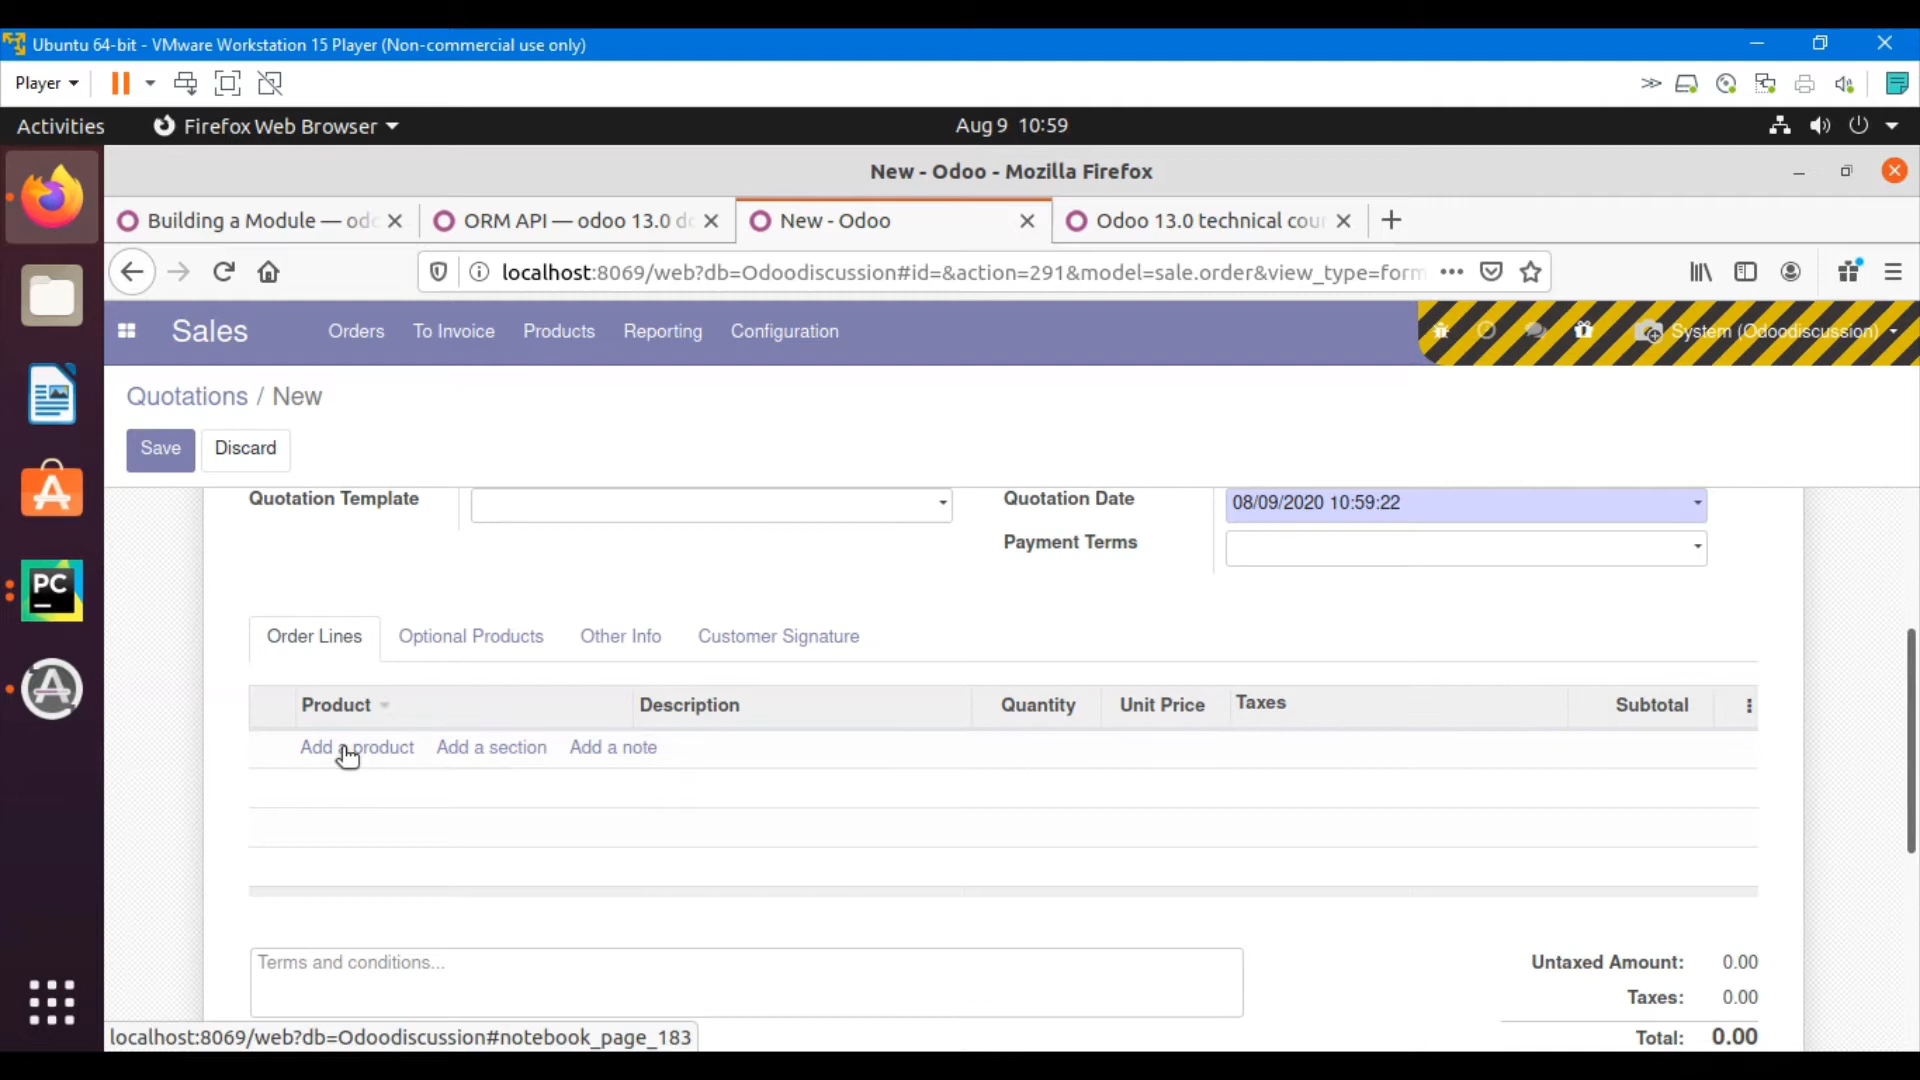 Ubuntu 64-bit - VMware Workstation 15 Player (Non-commercial use only)
Player
Activities
Firefox Web Browser
Aug 9 10:59
New - Odoo - Mozilla Firefox
Building a Module — odo
ORM API — odoo 13.0 d
New - Odoo
Odoo 13.0 technical cou
localhost:8069/web?db=Odoodiscussion#id=&action=291&model=sale.order&view_type=form
Sales
Orders
To Invoice
Products
Reporting
Configuration
System (Odoodiscussion)
Quotations / New
Save
Discard
Quotation Template
Quotation Date
08/09/2020 10:59:22
Payment Terms
Order Lines
Optional Products
Other Info
Customer Signature
Product
Description
Quantity
Unit Price
Taxes
Subtotal
Add a product
Add a section
Add a note
Terms and conditions...
Untaxed Amount: 0.00
Taxes: 0.00
Total: 0.00
localhost:8069/web?db=Odoodiscussion#notebook_page_183
PC